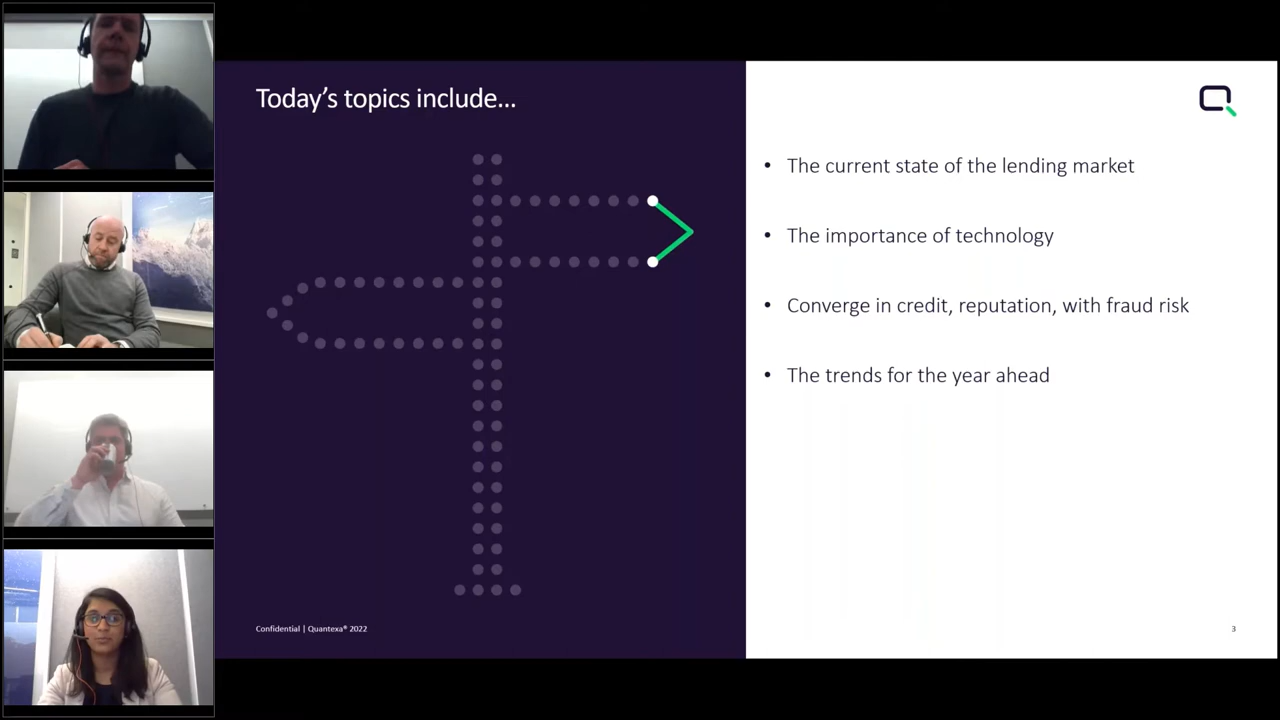 Today's topics include...
• The current state of the lending market
• The importance of technology
• Converge in credit, reputation, with fraud risk
• The trends for the year ahead
Confidential | Quantexa® 2022
3